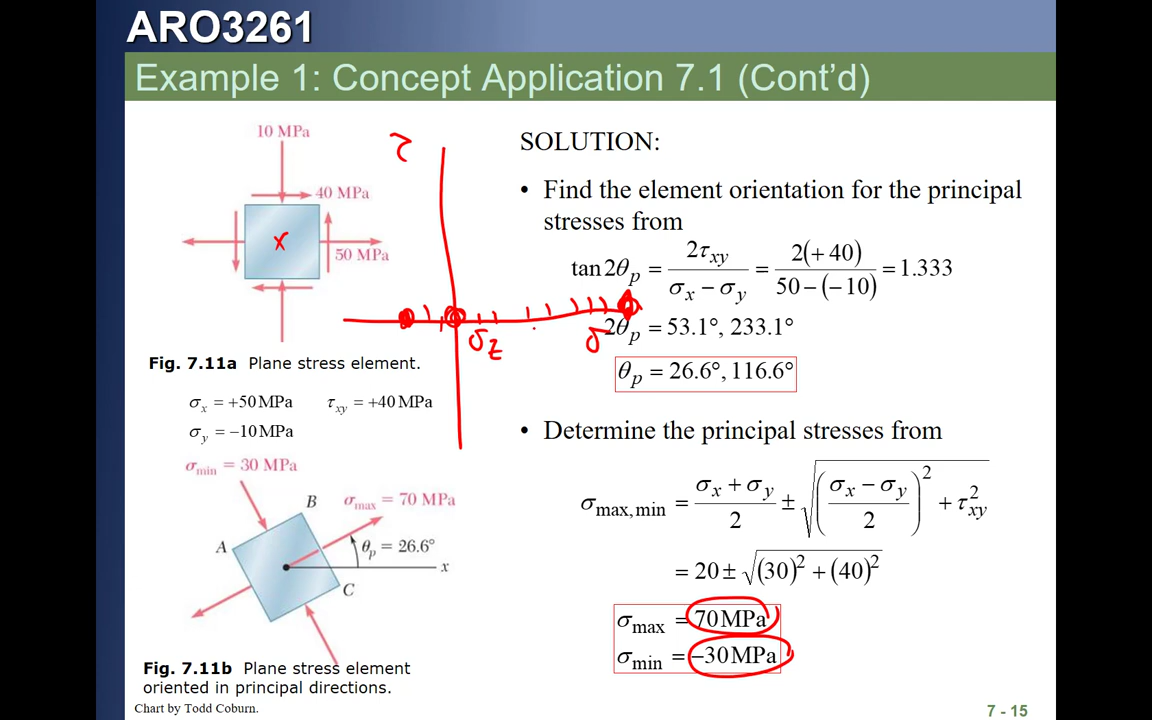 ARO3261
Example 1: Concept Application 7.1 (Cont'd)
10 MPa
40 MPa
50 MPa
x
τ
σz
σ
Fig. 7.11a Plane stress element.
σx = +50MPa τxy = +40MPa
σy = −10MPa
σmin = 30 MPa
B
σmax = 70 MPa
A
θp = 26.6°
x
C
Fig. 7.11b Plane stress element
oriented in principal directions.
Chart by Todd Coburn.
SOLUTION:
• Find the element orientation for the principal
stresses from
tan 2θp = 2τxy / (σx − σy) = 2(+40) / (50 − (−10)) = 1.333
2θp = 53.1°, 233.1°
θp = 26.6°, 116.6°
• Determine the principal stresses from
σmax,min = (σx + σy) / 2 ± √(((σx − σy) / 2)² + τxy²)
= 20 ± √((30)² + (40)²)
σmax = 70MPa
σmin = −30MPa
7 - 15